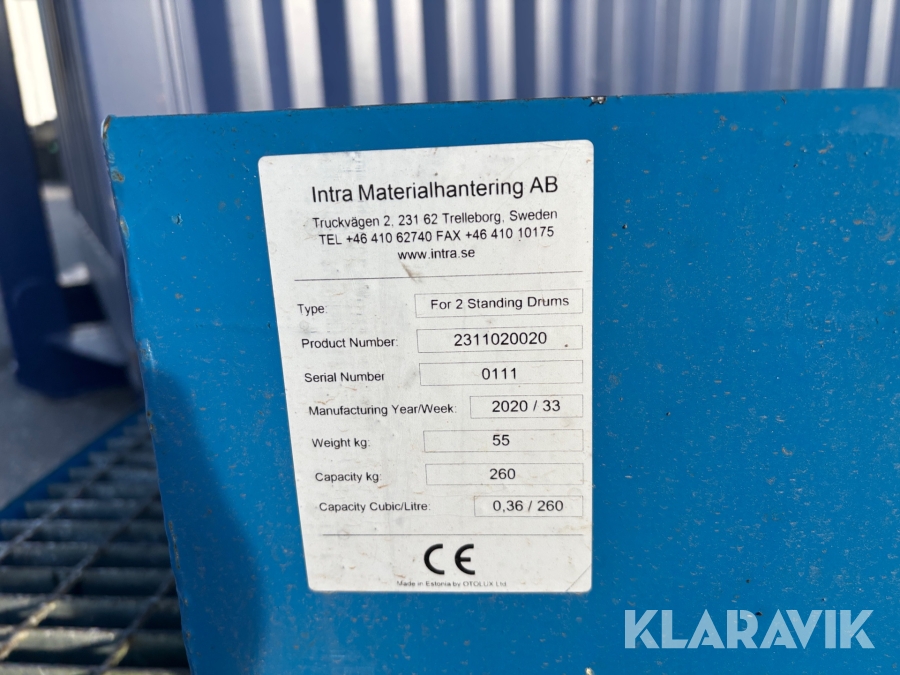 Intra Materialhantering AB
Truckvägen 2, 231 62 Trelleborg, Sweden
TEL +46 410 62740 FAX +46 410 10175
www.intra.se
Type: For 2 Standing Drums
Product Number: 2311020020
Serial Number 0111
Manufacturing Year/Week: 2020 / 33
Weight kg: 55
Capacity kg: 260
Capacity Cubic/Litre: 0,36 / 260
CE
Made in Estonia by OTOLUX Ltd
KLARAVIK